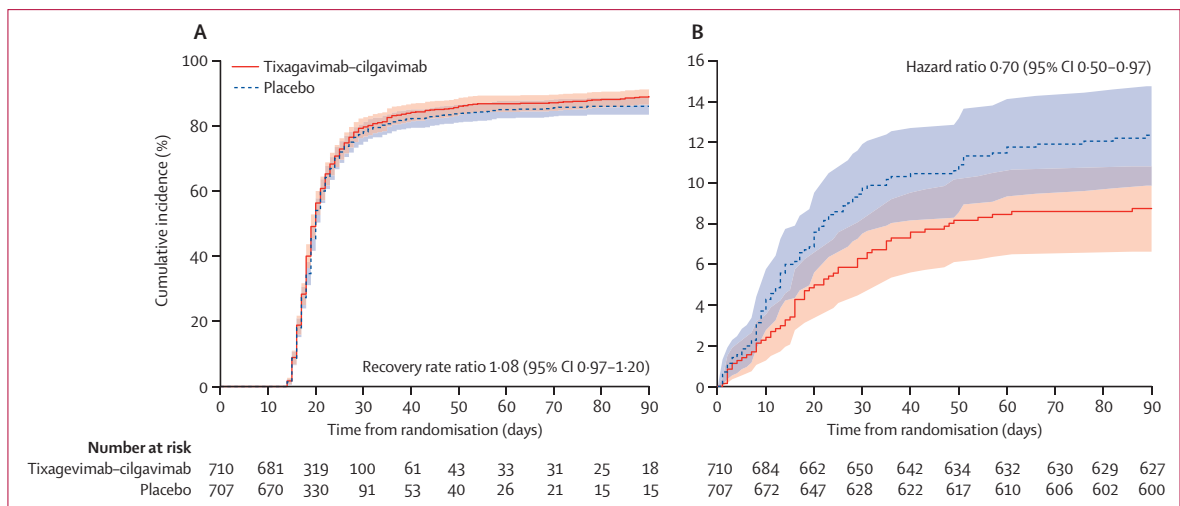 A
100
80
60
40
20
0
Cumulative incidence (%)
Tixagavimab–cilgavimab
Placebo
Recovery rate ratio 1·08 (95% CI 0·97–1·20)
0 10 20 30 40 50 60 70 80 90
Time from randomisation (days)
B
16
14
12
10
8
6
4
2
0
Hazard ratio 0·70 (95% CI 0·50–0·97)
0 10 20 30 40 50 60 70 80 90
Time from randomisation (days)
Number at risk
Tixagevimab–cilgavimab 710 681 319 100 61 43 33 31 25 18 710 684 662 650 642 634 632 630 629 627
Placebo 707 670 330 91 53 40 26 21 15 15 707 672 647 628 622 617 610 606 602 600